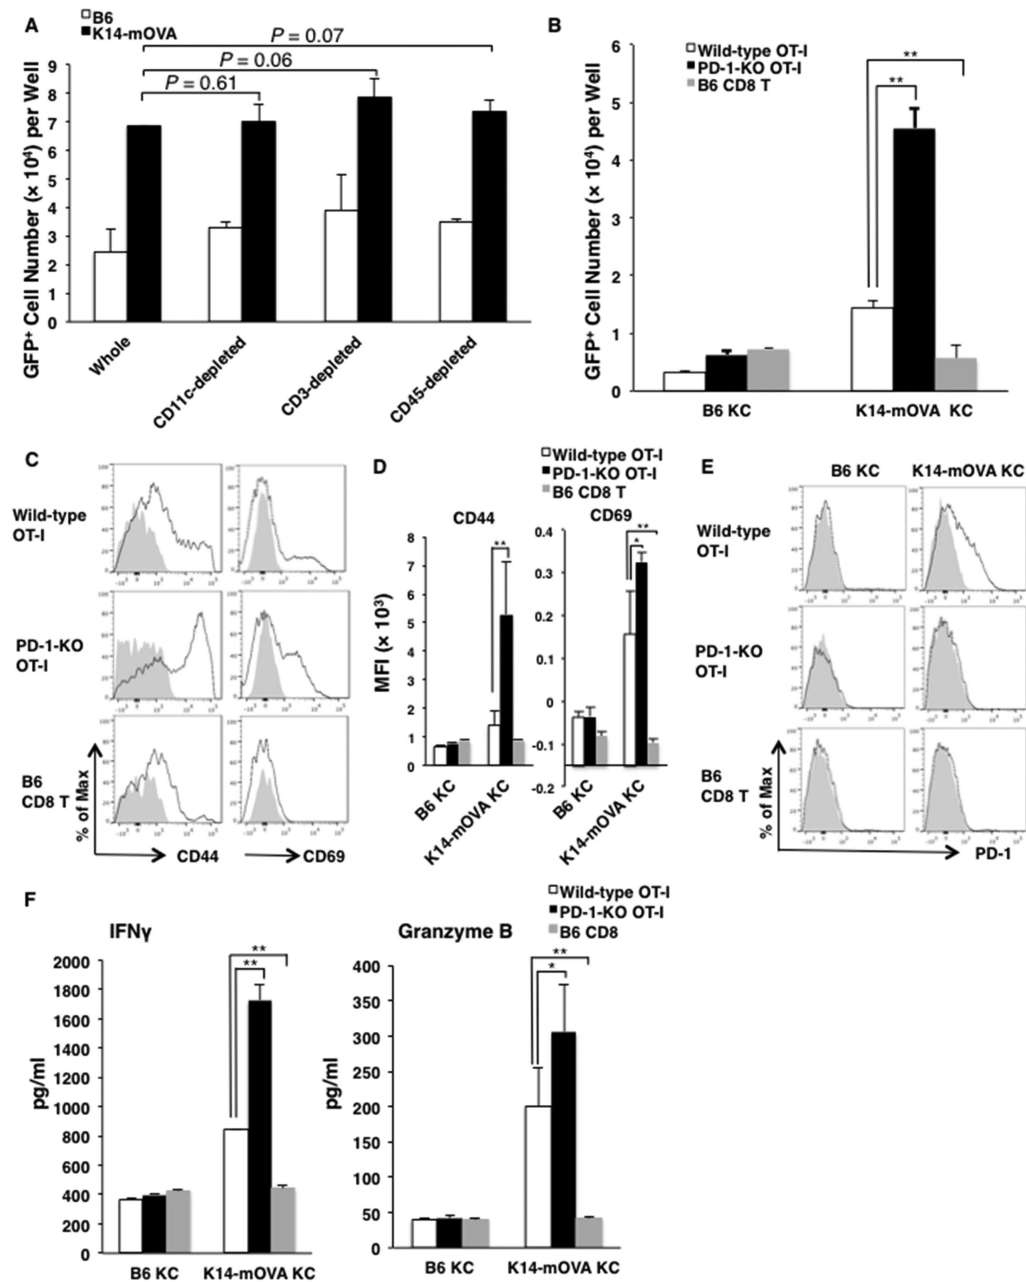 A
B6
K14-mOVA
P = 0.07
P = 0.06
P = 0.61
GFP⁺ Cell Number (× 10⁴) per Well
9
8
7
6
5
4
3
2
1
0
Whole
CD11c-depleted
CD3-depleted
CD45-depleted
B
Wild-type OT-I
PD-1-KO OT-I
B6 CD8 T
**
**
GFP⁺ Cell Number (× 10⁴) per Well
6
5
4
3
2
1
0
B6 KC
K14-mOVA KC
C
Wild-type
OT-I
PD-1-KO
OT-I
B6
CD8 T
% of Max
CD44
CD69
D
Wild-type OT-I
PD-1-KO OT-I
B6 CD8 T
CD44
CD69
**
**
*
MFI (× 10³)
8
7
6
5
4
3
2
1
0
0.4
0.3
0.2
0.1
0
-0.1
-0.2
B6 KC
K14-mOVA KC
B6 KC
K14-mOVA KC
E
B6 KC
K14-mOVA KC
Wild-type
OT-I
PD-1-KO
OT-I
B6
CD8 T
% of Max
PD-1
F
IFNγ
**
**
pg/ml
2000
1800
1600
1400
1200
1000
800
600
400
200
0
B6 KC
K14-mOVA KC
Wild-type OT-I
PD-1-KO OT-I
B6 CD8
Granzyme B
**
*
pg/ml
400
350
300
250
200
150
100
50
0
B6 KC
K14-mOVA KC